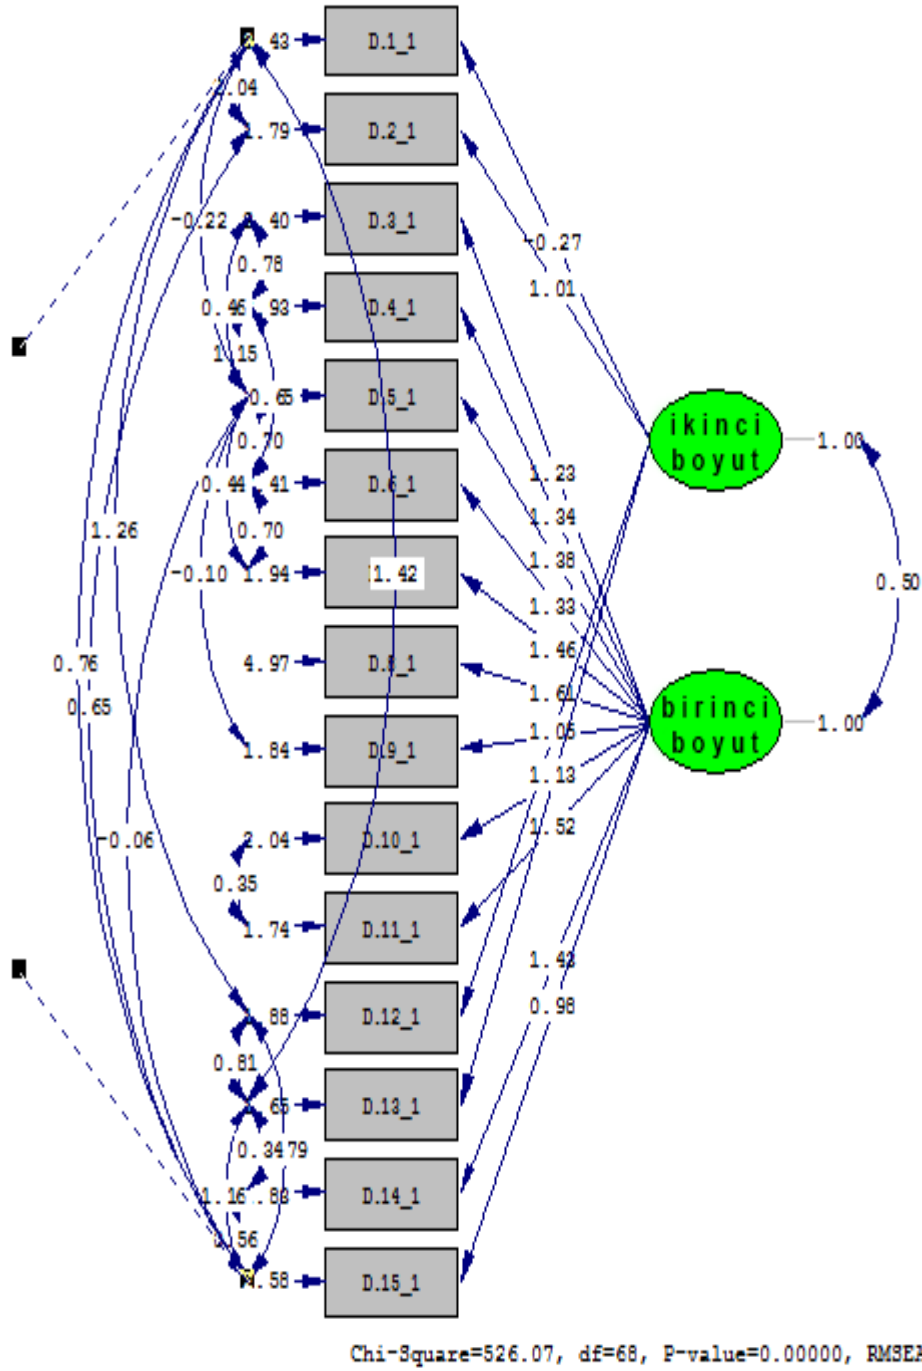 43 D.1_1
2.04
1.79 D.2_1
-0.22 40 D.3_1
-0.27
0.78
1.01
0.46 93 D.4_1
1.15
0.65 D.5_1
0.70
ikinci
boyut
1.00
0.44 41 D.6_1
1.23
1.34
1.26 0.70
1.38
-0.10 1.94 1.42
0.50
1.33
1.46
0.76 4.97 D.8_1
1.61
0.65
birinci
boyut
1.00
1.05
1.84 D.9_1
1.13
-0.06 2.04 D.10_1
1.52
0.35
1.74 D.11_1
1.43
0.98
88 D.12_1
0.81
65 D.13_1
0.34 79
1.16 .83 D.14_1
.56
.58 D.15_1
Chi-Square=526.07, df=68, P-value=0.00000,